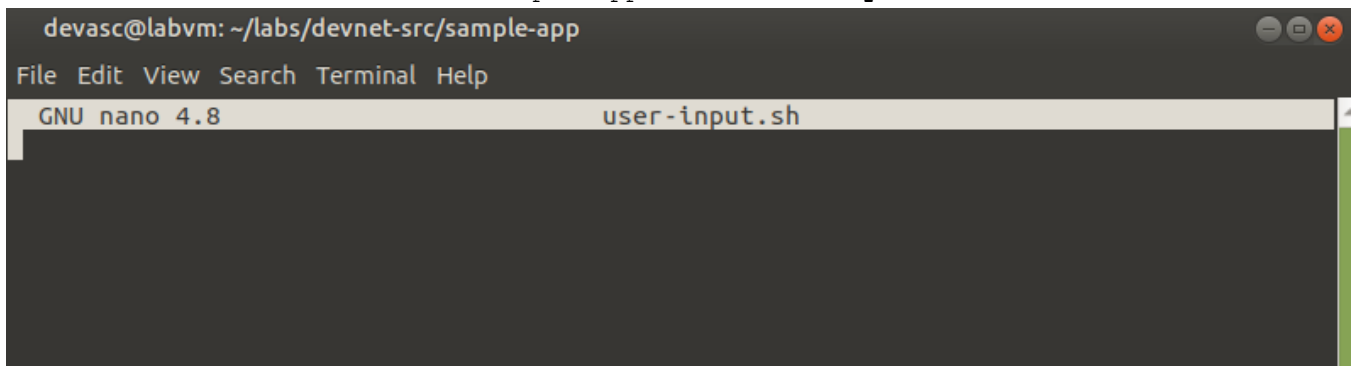 devasc@labvm: ~/labs/devnet-src/sample-app
File Edit View Search Terminal Help
GNU nano 4.8 user-input.sh